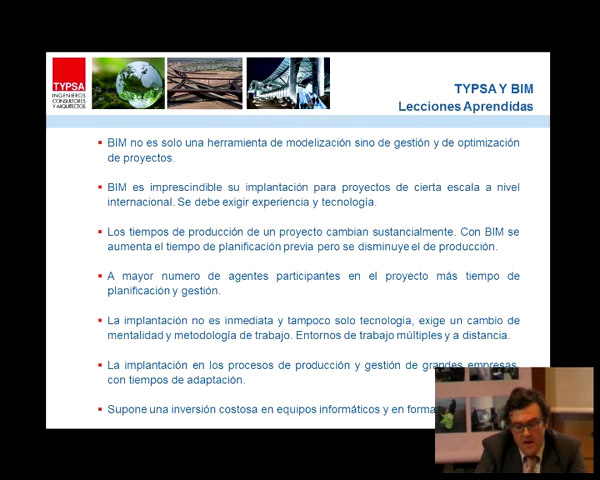 TYPSA
INGENIEROS
CONSULTORES
Y ARQUITECTOS
TYPSA Y BIM
Lecciones Aprendidas
BIM no es solo una herramienta de modelización sino de gestión y de optimización
de proyectos.
BIM es imprescindible su implantación para proyectos de cierta escala a nivel
internacional. Se debe exigir experiencia y tecnología.
Los tiempos de producción de un proyecto cambian sustancialmente. Con BIM se
aumenta el tiempo de planificación previa pero se disminuye el de producción.
A mayor numero de agentes participantes en el proyecto más tiempo de
planificación y gestión.
La implantación no es inmediata y tampoco solo tecnología, exige un cambio de
mentalidad y metodología de trabajo. Entornos de trabajo múltiples y a distancia.
La implantación en los procesos de producción y gestión de grandes empresas,
con tiempos de adaptación.
Supone una inversión costosa en equipos informáticos y en forma